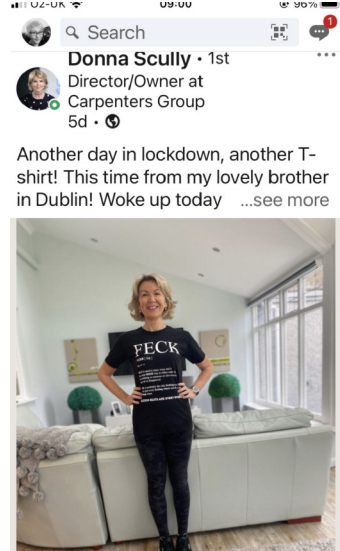 O2-UK
09:00
96%
Search
1
Donna Scully • 1st
Director/Owner at
Carpenters Group
5d •
Another day in lockdown, another T-
shirt! This time from my lovely brother
in Dublin! Woke up today ...see more
FECK